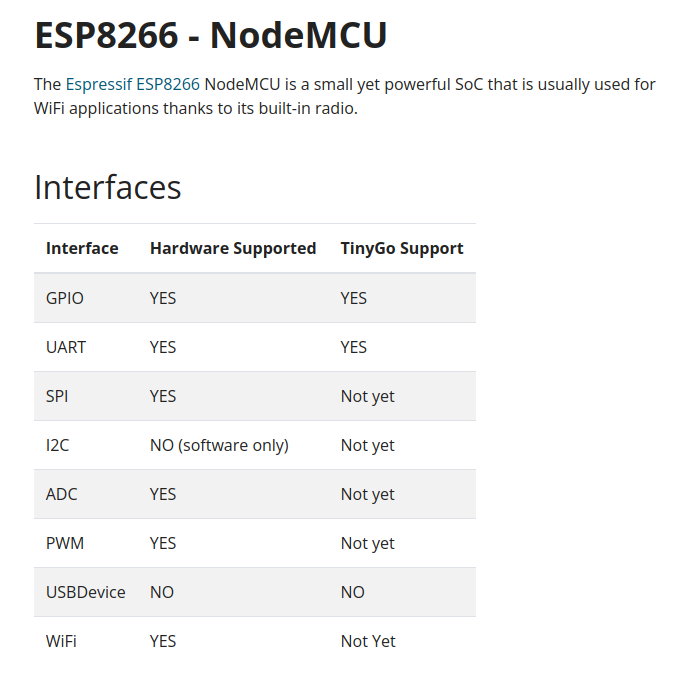 ESP8266 - NodeMCU
The Espressif ESP8266 NodeMCU is a small yet powerful SoC that is usually used for
WiFi applications thanks to its built-in radio.
Interfaces
Interface Hardware Supported TinyGo Support
GPIO YES YES
UART YES YES
SPI YES Not yet
I2C NO (software only) Not yet
ADC YES Not yet
PWM YES Not yet
USBDevice NO NO
WiFi YES Not Yet